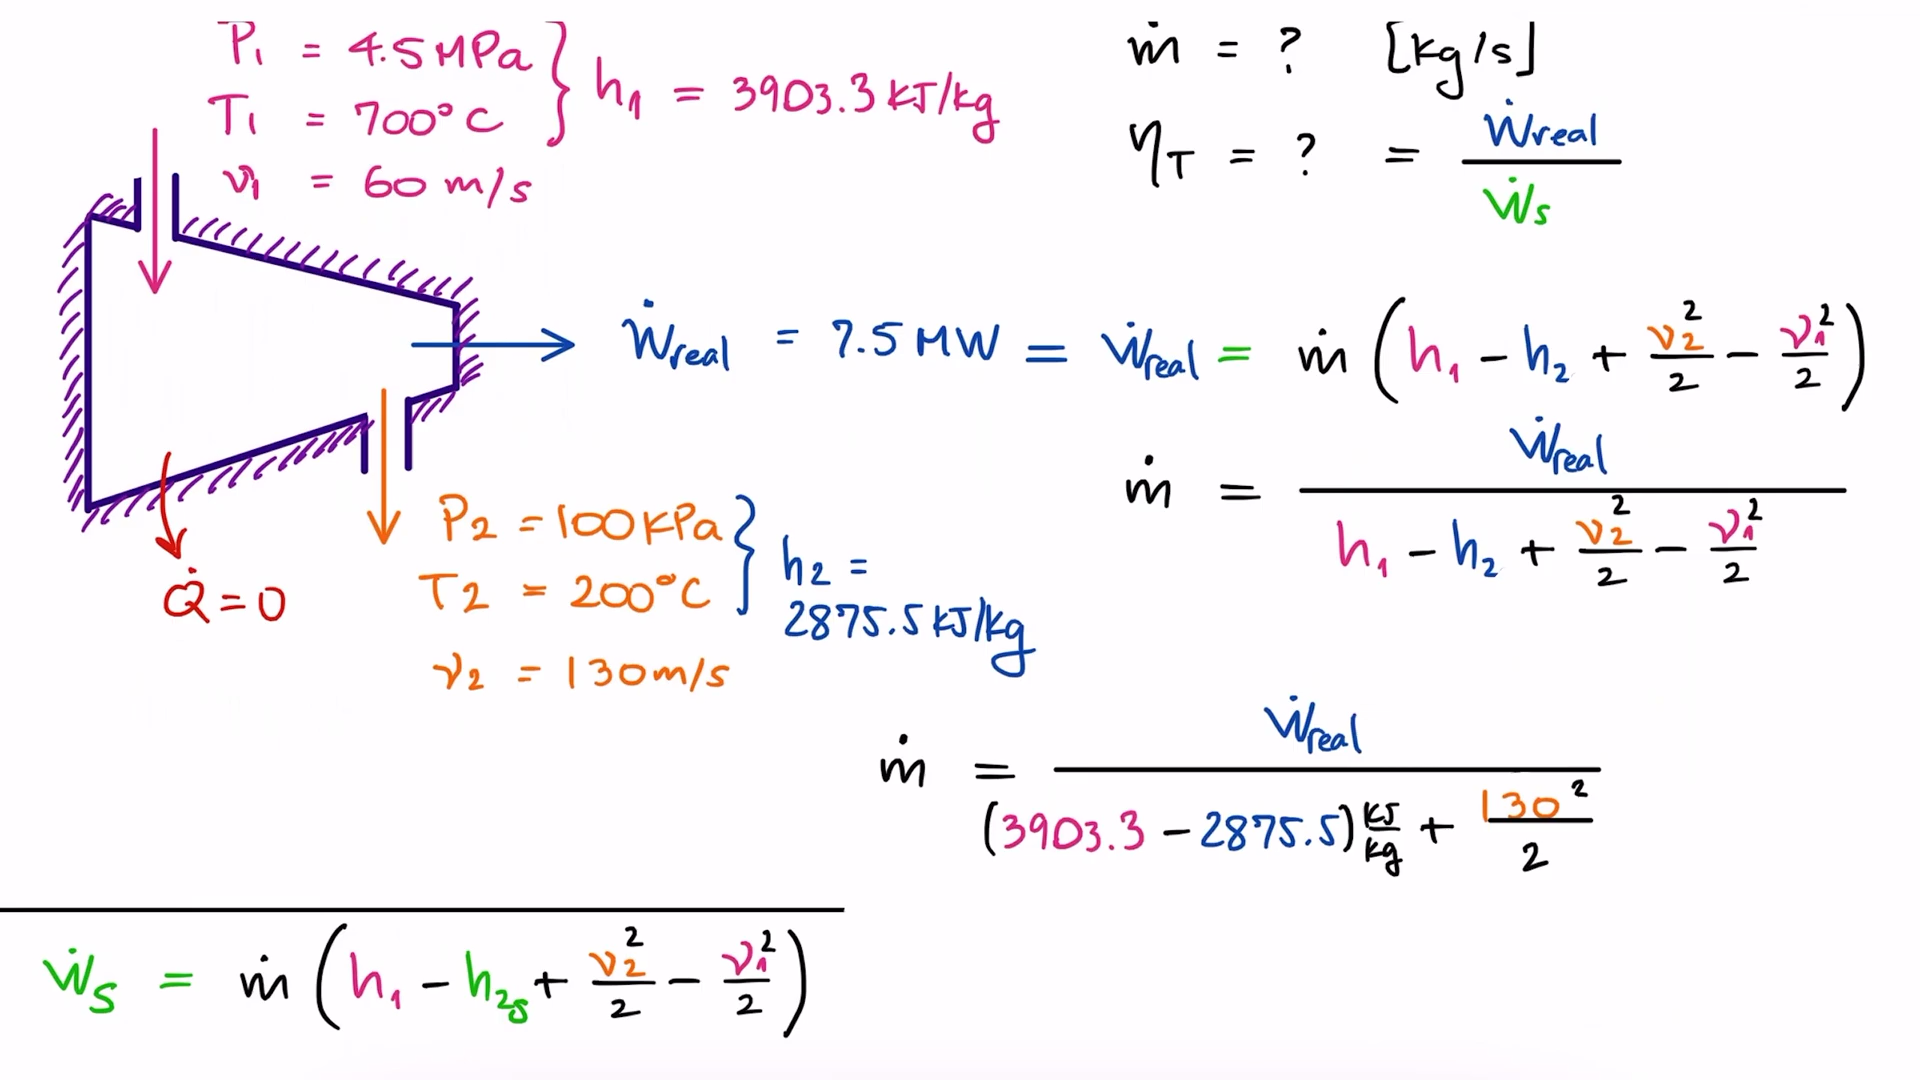 P₁ = 4.5 MPa
T₁ = 700°C
h₁ = 3903.3 kJ/kg
v₁ = 60 m/s
ṁ = ? [kg/s]
η_T = ? = Ẇreal / Ẇs
Ẇreal = 7.5 MW = Ẇreal = ṁ (h₁ - h₂ + v₂²/2 - v₁²/2)
ṁ = Ẇreal / (h₁ - h₂ + v₂²/2 - v₁²/2)
Q̇ = 0
P₂ = 100 kPa
T₂ = 200°C
h₂ =
2875.5 kJ/kg
v₂ = 130 m/s
ṁ = Ẇreal / ((3903.3 - 2875.5) kJ/kg + 130²/2
Ẇs = ṁ (h₁ - h₂s + v₂²/2 - v₁²/2)